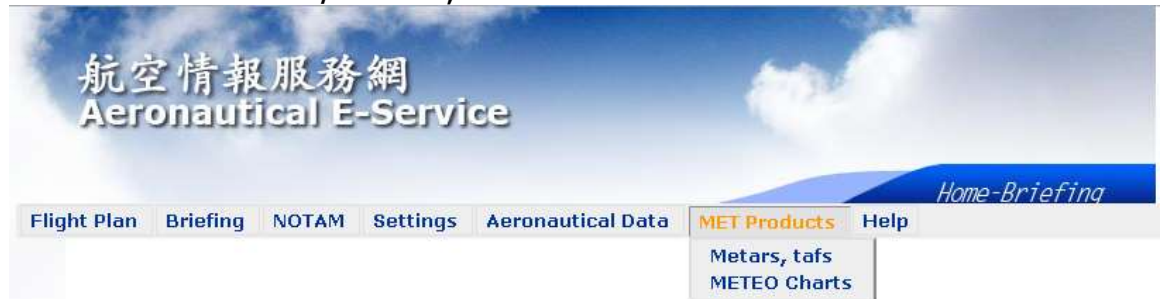 航空情報服務網
Aeronautical E-Service
Home-Briefing
Flight Plan Briefing NOTAM Settings Aeronautical Data MET Products Help
Metars, tafs
METEO Charts